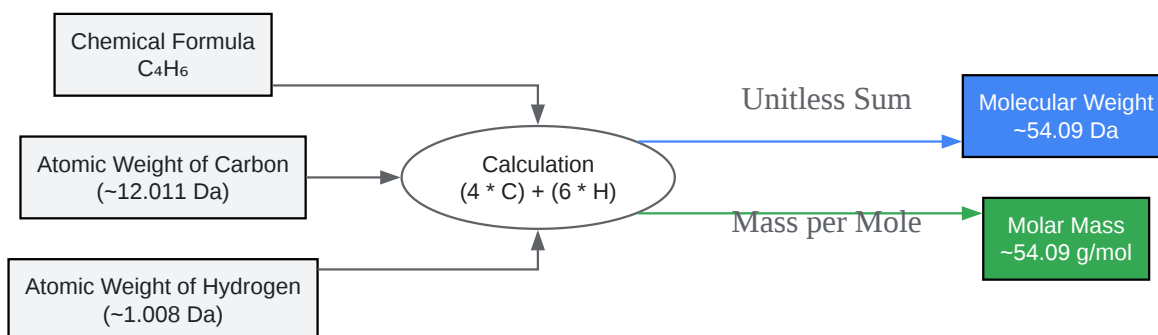 Chemical Formula
C₄H₆
Atomic Weight of Carbon
(~12.011 Da)
Atomic Weight of Hydrogen
(~1.008 Da)
Calculation
(4 * C) + (6 * H)
Unitless Sum
Mass per Mole
Molecular Weight
~54.09 Da
Molar Mass
~54.09 g/mol